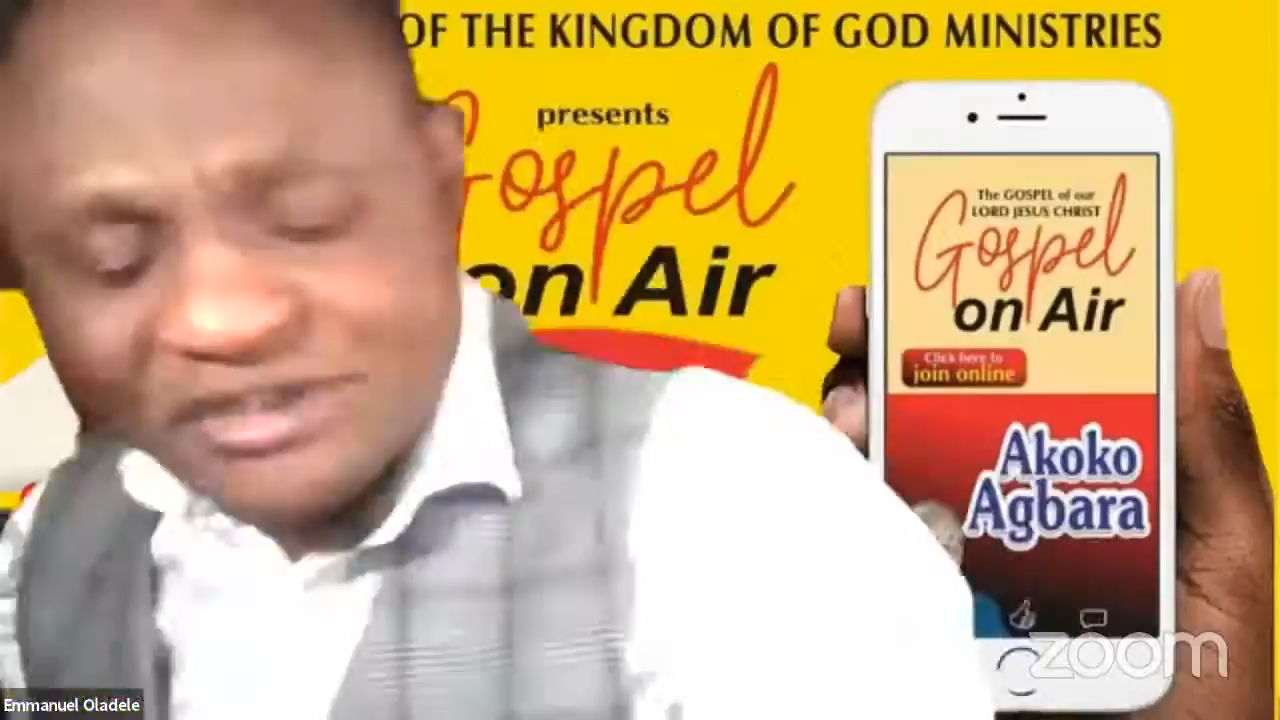 OF THE KINGDOM OF GOD MINISTRIES
presents
Gospel
on Air
The GOSPEL of our
LORD JESUS CHRIST
Gospel
on Air
Click here to
join online
Akoko
Agbara
zoom
Emmanuel Oladele